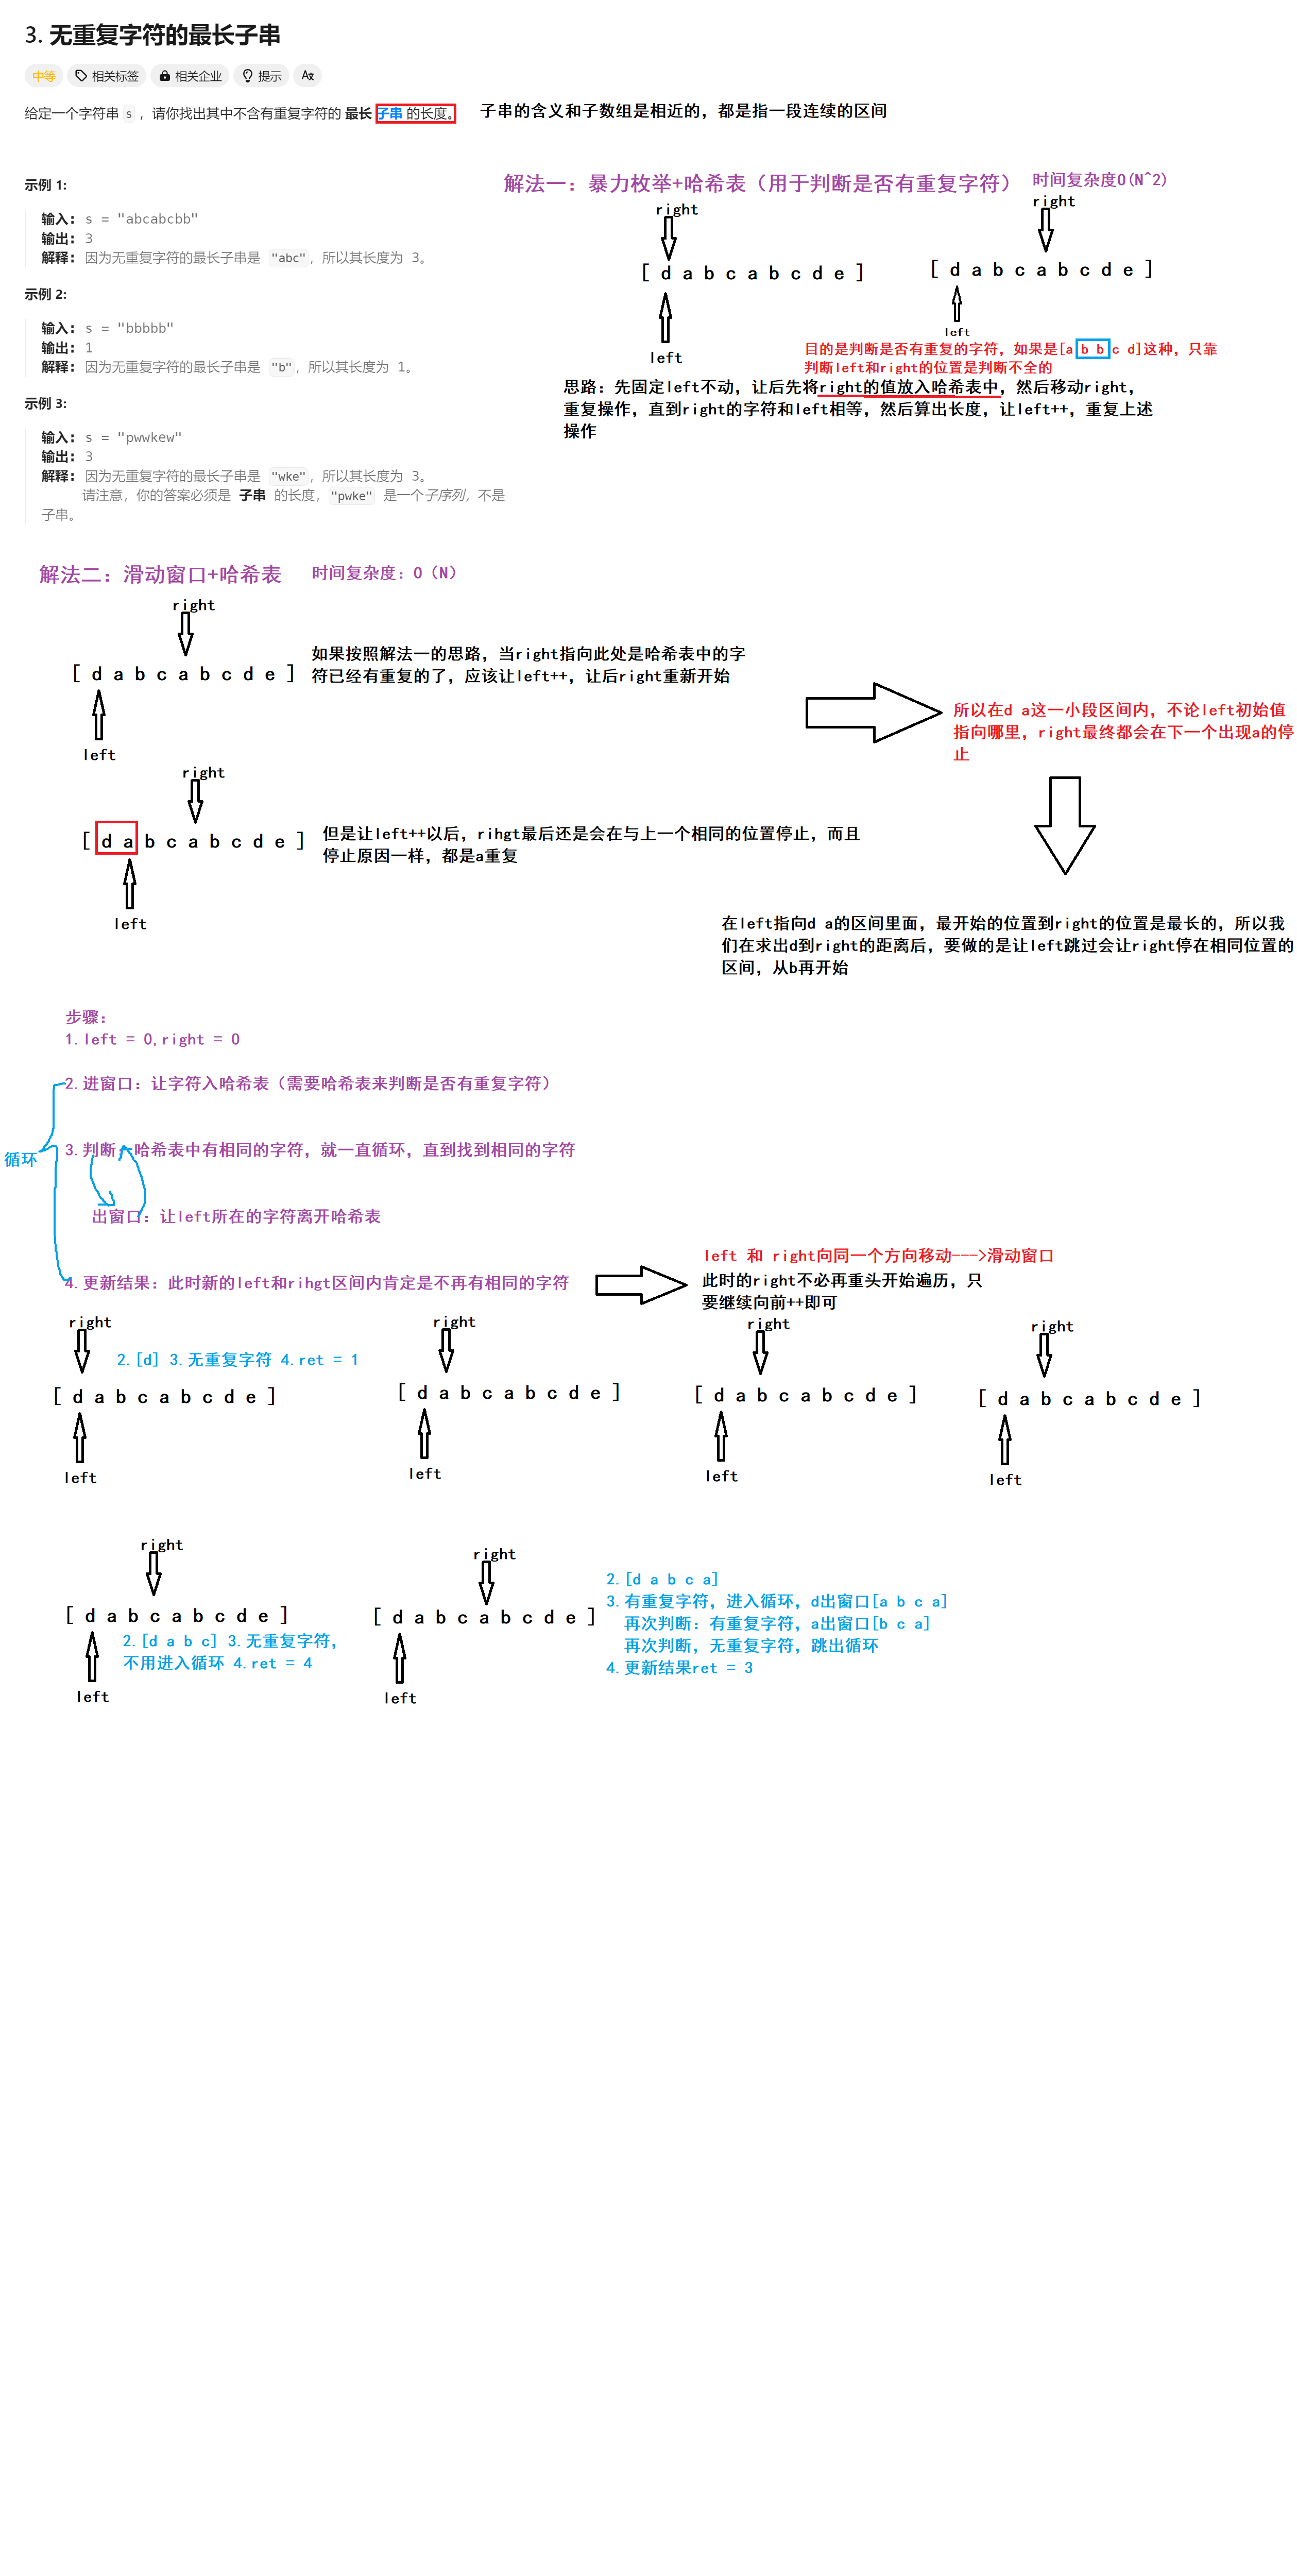 3. 无重复字符的最长子串
中等 相关标签 相关企业 提示 Aあ
给定一个字符串 s ，请你找出其中不含有重复字符的 最长 子串 的长度。
子串的含义和子数组是相近的，都是指一段连续的区间
示例 1:
输入: s = "abcabcbb"
输出: 3
解释: 因为无重复字符的最长子串是 "abc"，所以其长度为 3。
示例 2:
输入: s = "bbbbb"
输出: 1
解释: 因为无重复字符的最长子串是 "b"，所以其长度为 1。
示例 3:
输入: s = "pwwkew"
输出: 3
解释: 因为无重复字符的最长子串是 "wke"，所以其长度为 3。
请注意，你的答案必须是 子串 的长度，"pwke" 是一个子序列，不是
子串。
解法一：暴力枚举+哈希表（用于判断是否有重复字符）
时间复杂度O(N^2)
right
[ d a b c a b c d e ]
left
right
[ d a b c a b c d e ]
left
目的是判断是否有重复的字符，如果是[a b b c d]这种，只靠
判断left和right的位置是判断不全的
思路：先固定left不动，让后先将right的值放入哈希表中，然后移动right，
重复操作，直到right的字符和left相等，然后算出长度，让left++，重复上述
操作
解法二：滑动窗口+哈希表
时间复杂度：O（N）
right
[ d a b c a b c d e ]
left
如果按照解法一的思路，当right指向此处是哈希表中的字
符已经有重复的了，应该让left++，让后right重新开始
所以在d a这一小段区间内，不论left初始值
指向哪里，right最终都会在下一个出现a的停
止
right
[ d a b c a b c d e ]
left
但是让left++以后，rihgt最后还是会在与上一个相同的位置停止，而且
停止原因一样，都是a重复
在left指向d a的区间里面，最开始的位置到right的位置是最长的，所以我
们在求出d到right的距离后，要做的是让left跳过会让right停在相同位置的
区间，从b再开始
步骤：
1.left = 0,right = 0
2.进窗口：让字符入哈希表（需要哈希表来判断是否有重复字符）
循环
3.判断--哈希表中有相同的字符，就一直循环，直到找到相同的字符
出窗口：让left所在的字符离开哈希表
4.更新结果：此时新的left和rihgt区间内肯定是不再有相同的字符
left 和 right向同一个方向移动--->滑动窗口
此时的right不必再重头开始遍历，只
要继续向前++即可
right
2.[d] 3.无重复字符 4.ret = 1
[ d a b c a b c d e ]
left
right
[ d a b c a b c d e ]
left
right
[ d a b c a b c d e ]
left
right
[ d a b c a b c d e ]
left
right
[ d a b c a b c d e ]
2.[d a b c] 3.无重复字符，
不用进入循环 4.ret = 4
left
right
[ d a b c a b c d e ]
left
2.[d a b c a]
3.有重复字符，进入循环，d出窗口[a b c a]
再次判断：有重复字符，a出窗口[b c a]
再次判断，无重复字符，跳出循环
4.更新结果ret = 3